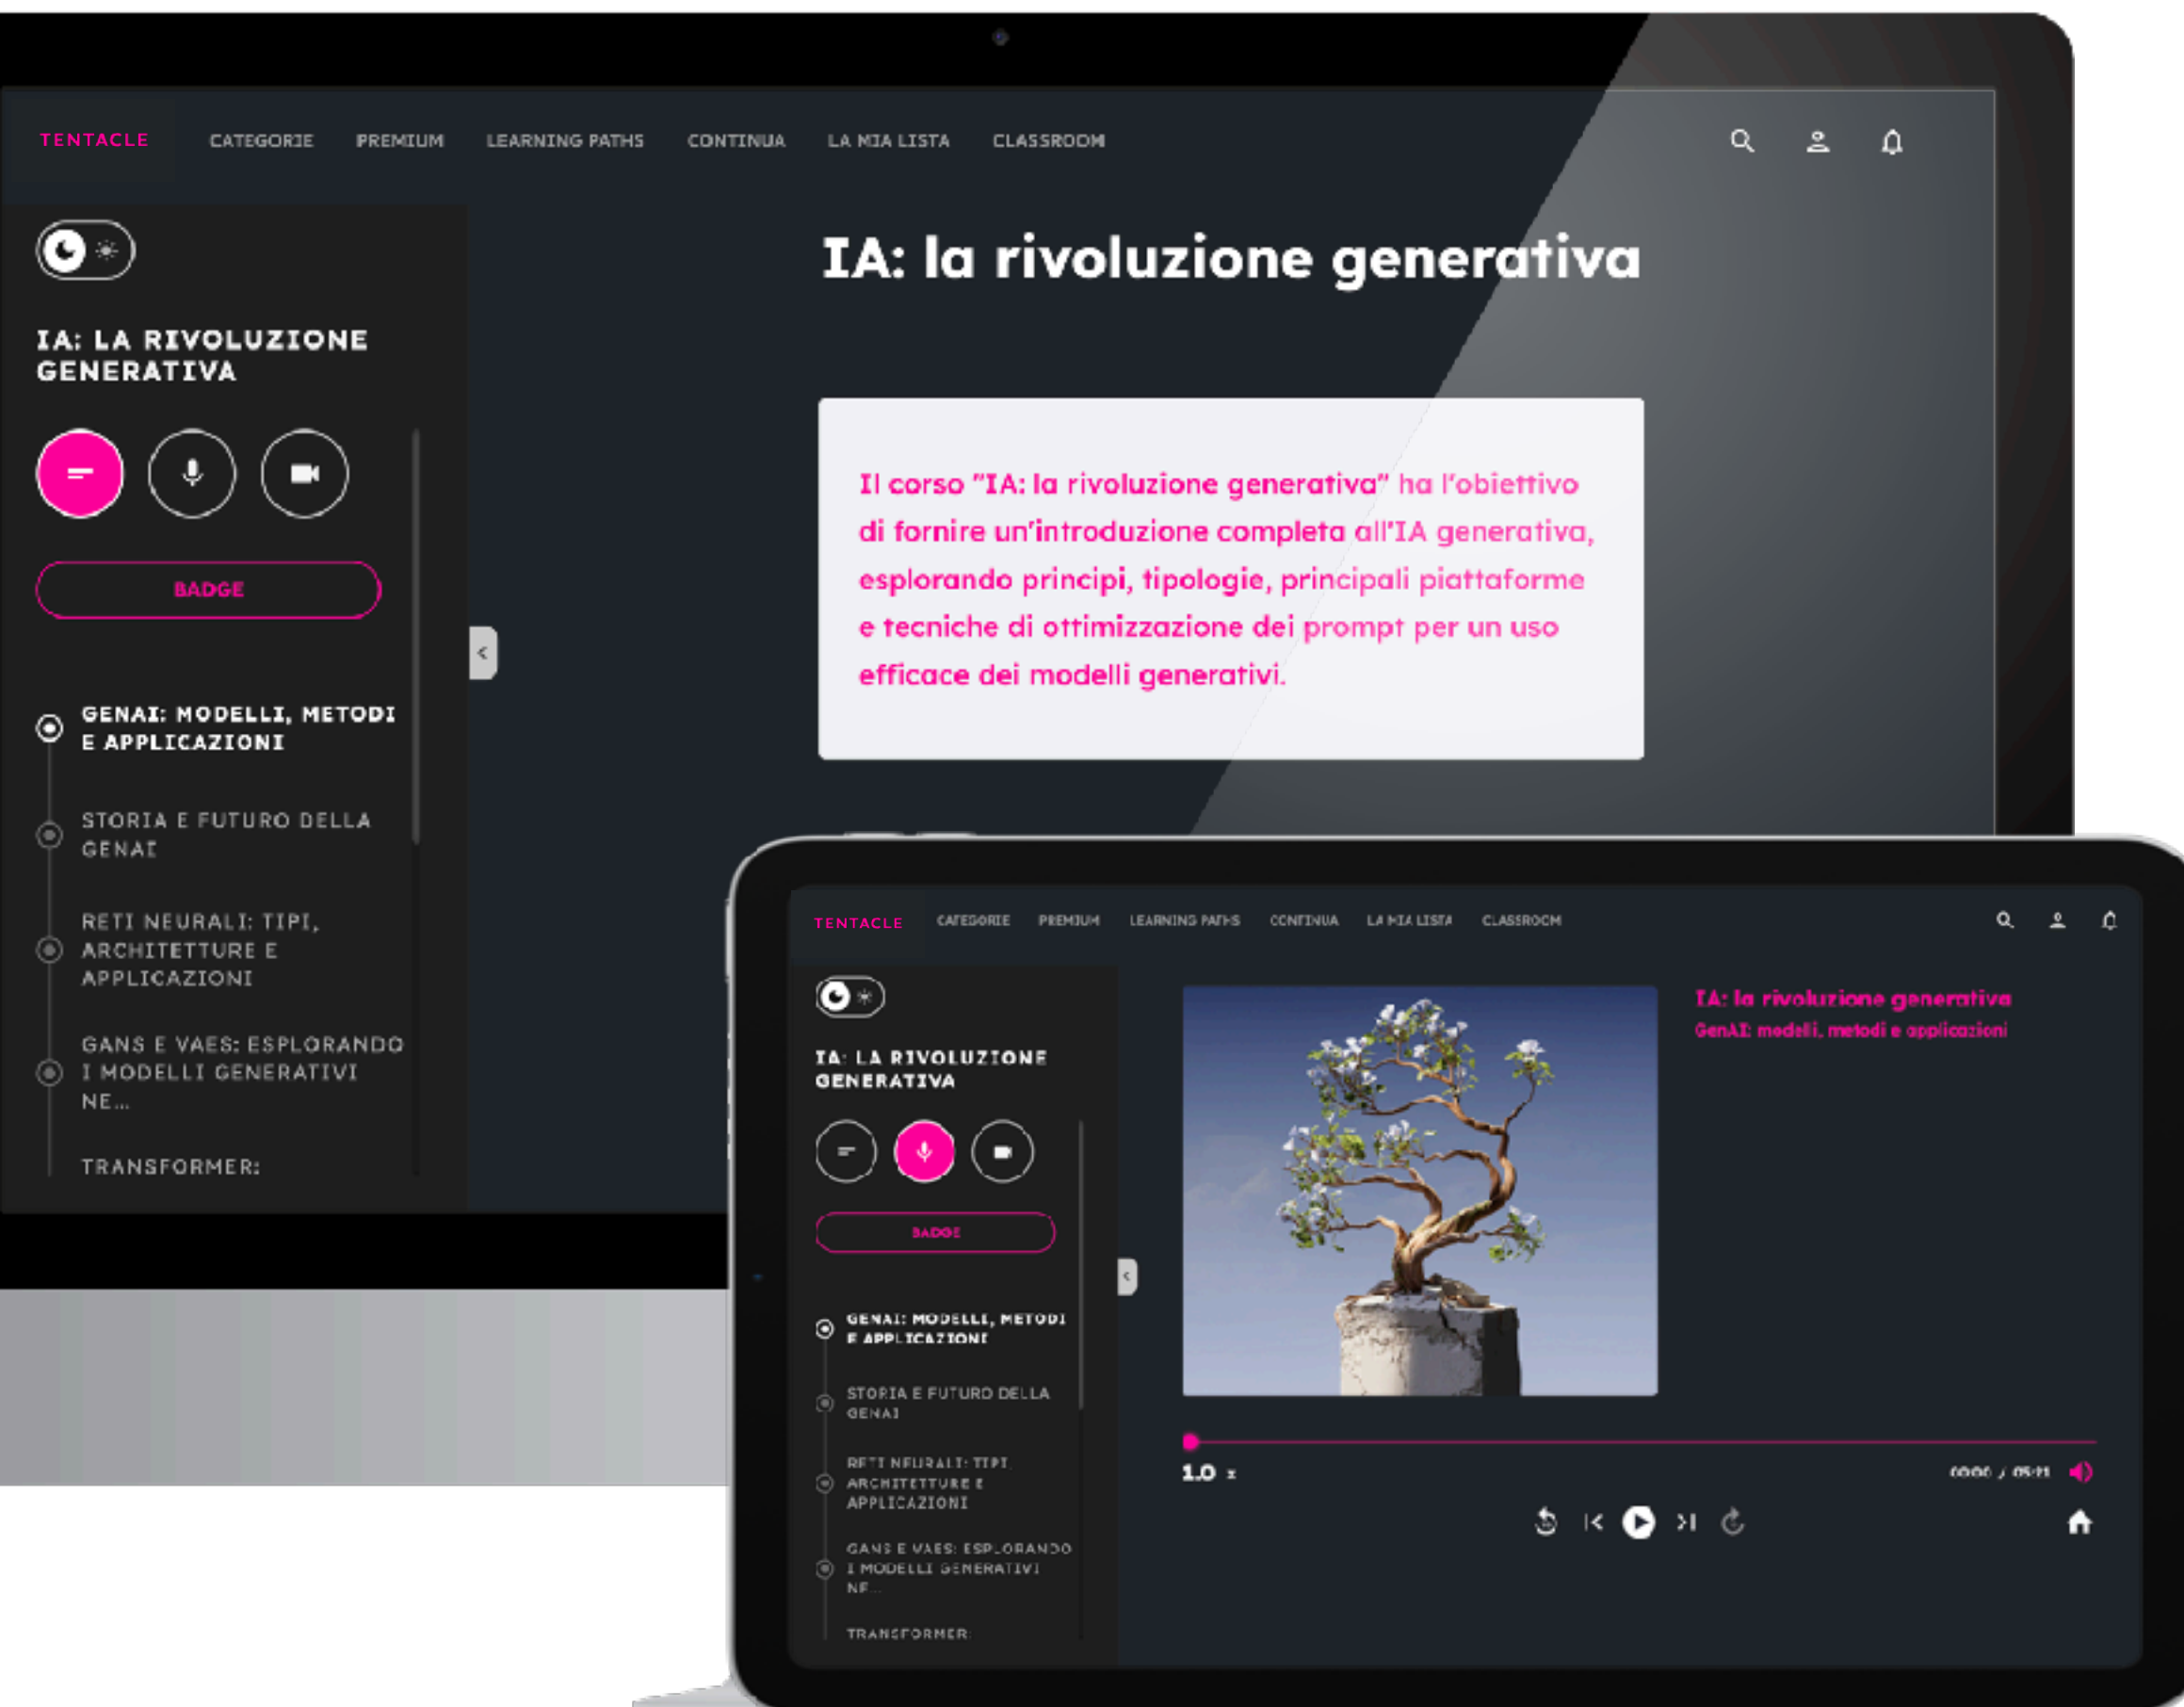 TENTACLE CATEGORIE PREMIUM LEARNING PATHS CONTINUA LA MIA LISTA CLASSROOM
IA: LA RIVOLUZIONE
GENERATIVA
BADGE
GENAI: MODELLI, METODI
E APPLICAZIONI
STORIA E FUTURO DELLA
GENAI
RETI NEURALI: TIPI,
ARCHITETTURE E
APPLICAZIONI
GANS E VAES: ESPLORANDO
I MODELLI GENERATIVI
NE...
TRANSFORMER:
IA: la rivoluzione generativa
Il corso "IA: la rivoluzione generativa" ha l'obiettivo
di fornire un'introduzione completa all'IA generativa,
esplorando principi, tipologie, principali piattaforme
e tecniche di ottimizzazione dei prompt per un uso
efficace dei modelli generativi.
TENTACLE CATEGORIE PREMIUM LEARNING PATHS CONTINUA LA MIA LISTA CLASSROOM
IA: LA RIVOLUZIONE
GENERATIVA
BADGE
GENAI: MODELLI, METODI
E APPLICAZIONI
STORIA E FUTURO DELLA
GENAI
RETI NEURALI: TIPI,
ARCHITETTURE E
APPLICAZIONI
GANS E VAES: ESPLORANDO
I MODELLI GENERATIVI
NE...
TRANSFORMER:
IA: la rivoluzione generativa
GenAI: modelli, metodi e applicazioni
1.0 x
00:00 /